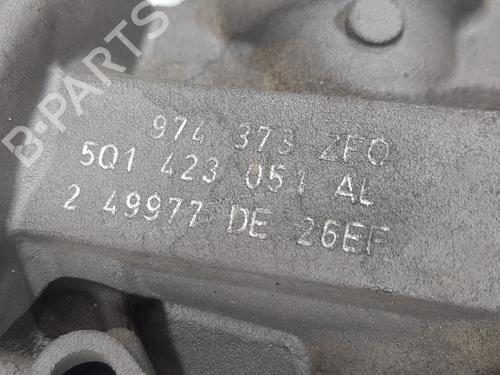 B-PARTS
974 373 ZFO
5Q1 423 051 AL
2 49977 DE 26EF